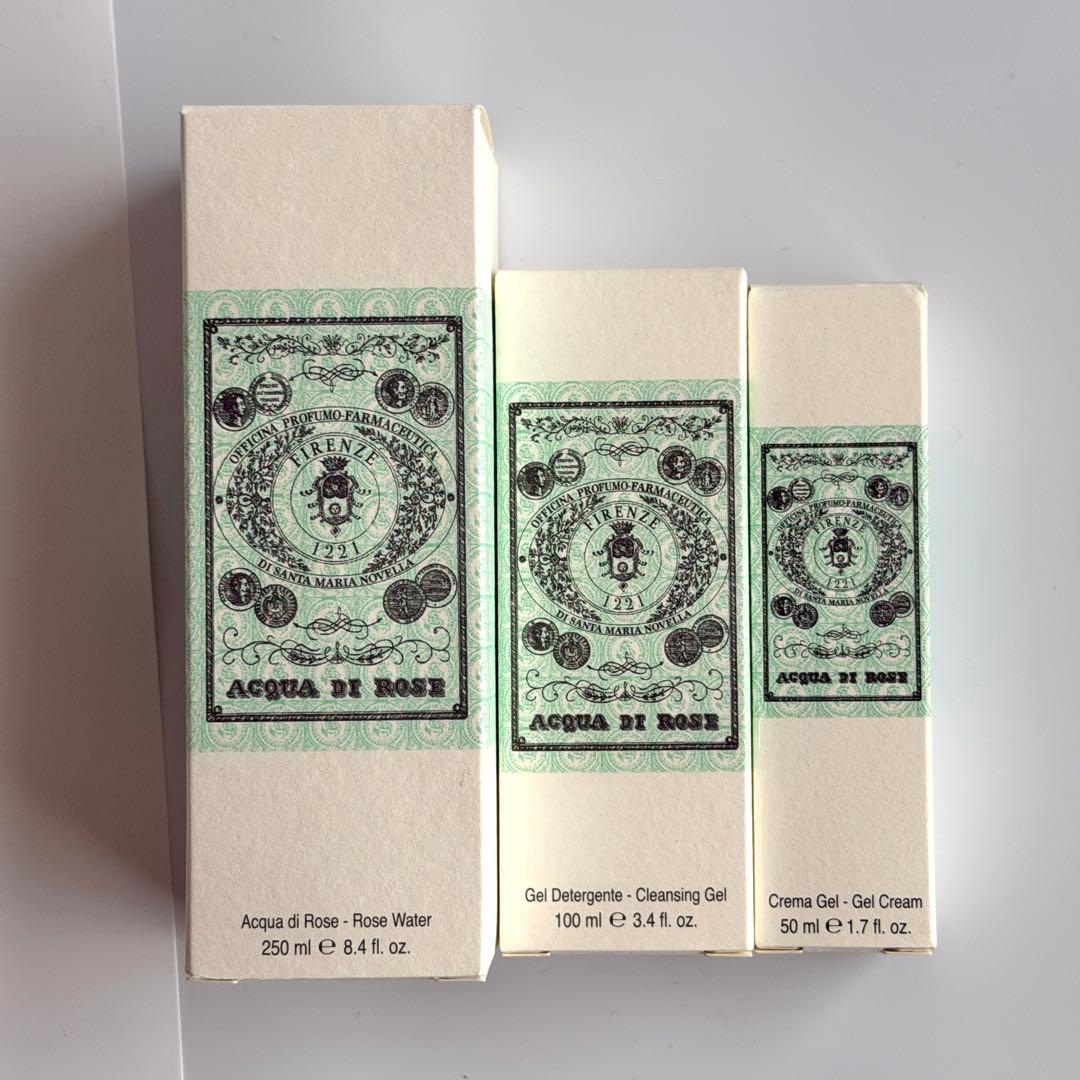 OFFICINA PROFUMO-FARMACEUTICA
FIRENZE
1221
DI SANTA MARIA NOVELLA
ACQUA DI ROSE
Acqua di Rose - Rose Water
250 ml ℮ 8.4 fl. oz.
OFFICINA PROFUMO-FARMACEUTICA
FIRENZE
1221
DI SANTA MARIA NOVELLA
ACQUA DI ROSE
Gel Detergente - Cleansing Gel
100 ml ℮ 3.4 fl. oz.
OFFICINA PROFUMO-FARMACEUTICA
FIRENZE
1221
DI SANTA MARIA NOVELLA
ACQUA DI ROSE
Crema Gel - Gel Cream
50 ml ℮ 1.7 fl. oz.